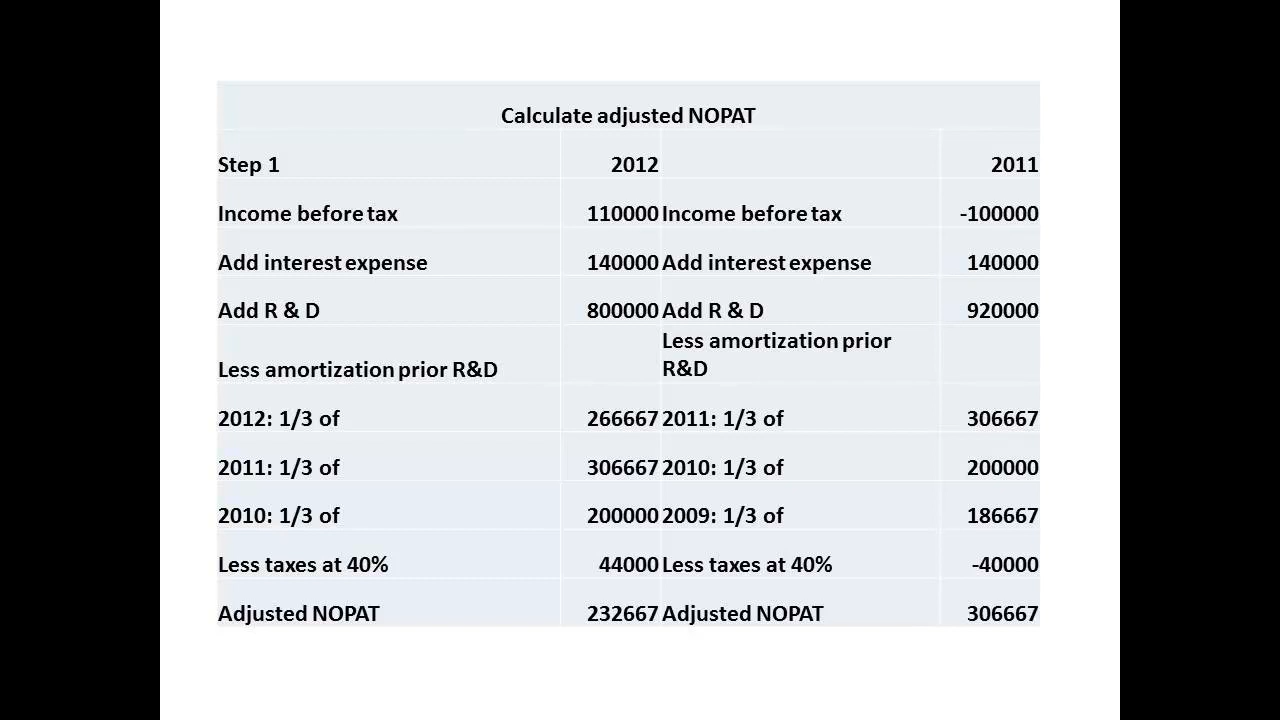 Calculate adjusted NOPAT
Step 1 2012 2011
Income before tax 110000 Income before tax -100000
Add interest expense 140000 Add interest expense 140000
Add R & D 800000 Add R & D 920000
Less amortization prior R&D Less amortization prior
R&D
2012: 1/3 of 266667 2011: 1/3 of 306667
2011: 1/3 of 306667 2010: 1/3 of 200000
2010: 1/3 of 200000 2009: 1/3 of 186667
Less taxes at 40% 44000 Less taxes at 40% -40000
Adjusted NOPAT 232667 Adjusted NOPAT 306667